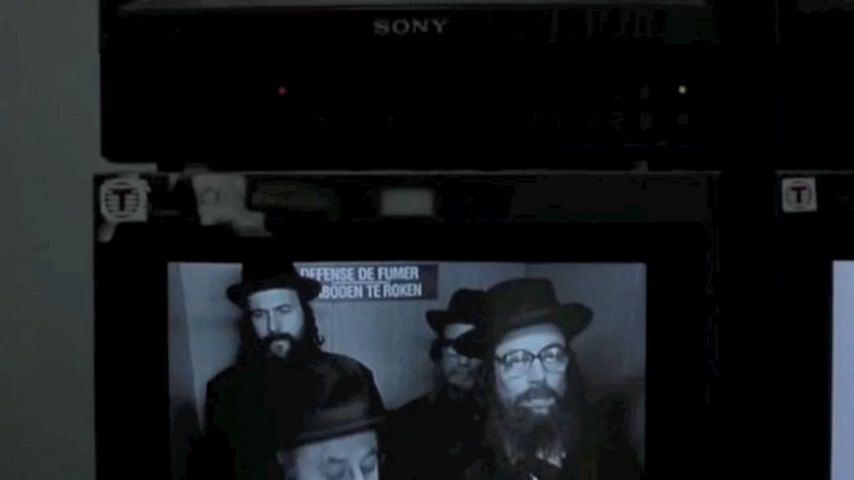 SONY
T
T
DEFENSE DE FUMER
BODEN TE ROKEN